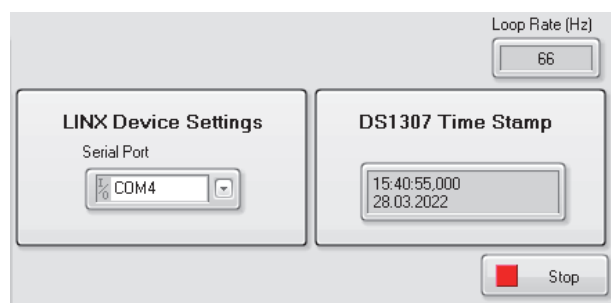 Loop Rate (Hz)
66
LINX Device Settings
Serial Port
I/O COM4
DS1307 Time Stamp
15:40:55,000
28.03.2022
Stop